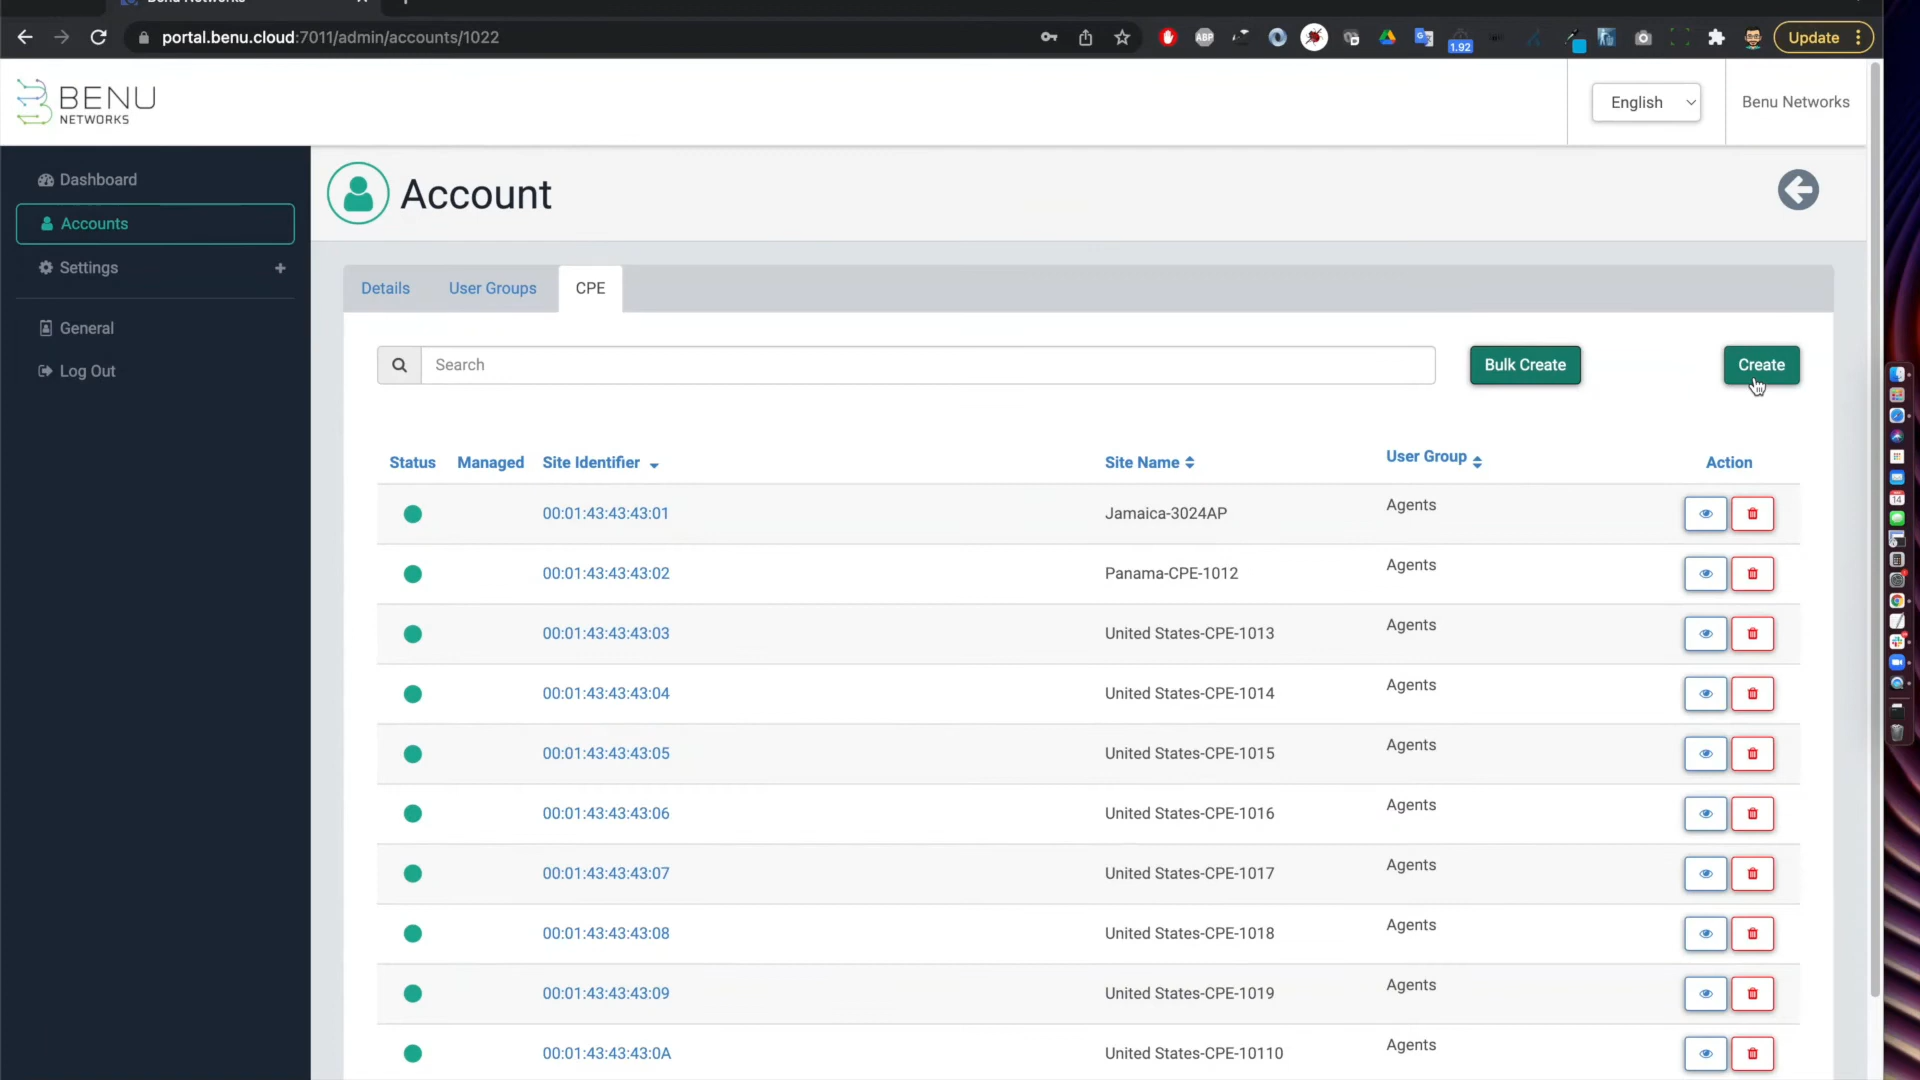 portal.benu.cloud:7011/admin/accounts/1022
ABP
1.92
Update
BENU
NETWORKS
English
Benu Networks
Dashboard
Accounts
Settings
+
General
Log Out
Account
Details
User Groups
CPE
Search
Bulk Create
Create
Status Managed Site Identifier Site Name User Group Action
00:01:43:43:43:01 Jamaica-3024AP Agents
00:01:43:43:43:02 Panama-CPE-1012 Agents
00:01:43:43:43:03 United States-CPE-1013 Agents
00:01:43:43:43:04 United States-CPE-1014 Agents
00:01:43:43:43:05 United States-CPE-1015 Agents
00:01:43:43:43:06 United States-CPE-1016 Agents
00:01:43:43:43:07 United States-CPE-1017 Agents
00:01:43:43:43:08 United States-CPE-1018 Agents
00:01:43:43:43:09 United States-CPE-1019 Agents
00:01:43:43:43:0A United States-CPE-10110 Agents
14